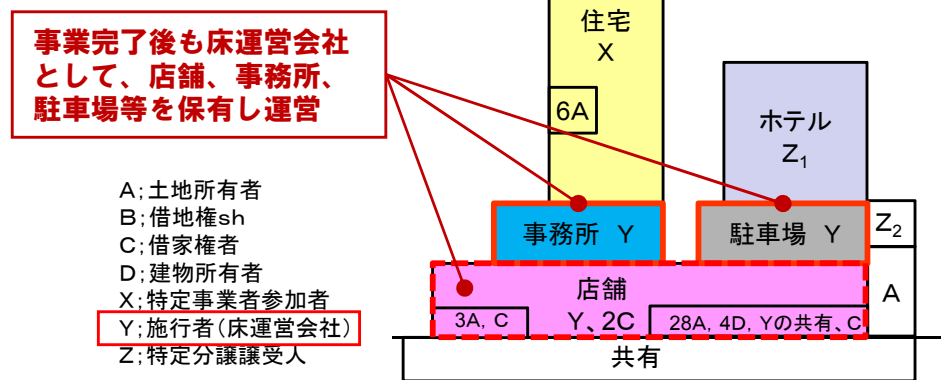 事業完了後も床運営会社
として、店舗、事務所、
駐車場等を保有し運営
A;土地所有者
B;借地権sh
C;借家権者
D;建物所有者
X;特定事業者参加者
Y;施行者(床運営会社)
Z;特定分譲譲受人
住宅
X
6A
ホテル
Z1
事務所 Y
駐車場 Y
Z2
店舗
A
3A, C
Y、2C
28A, 4D, Yの共有、C
共有